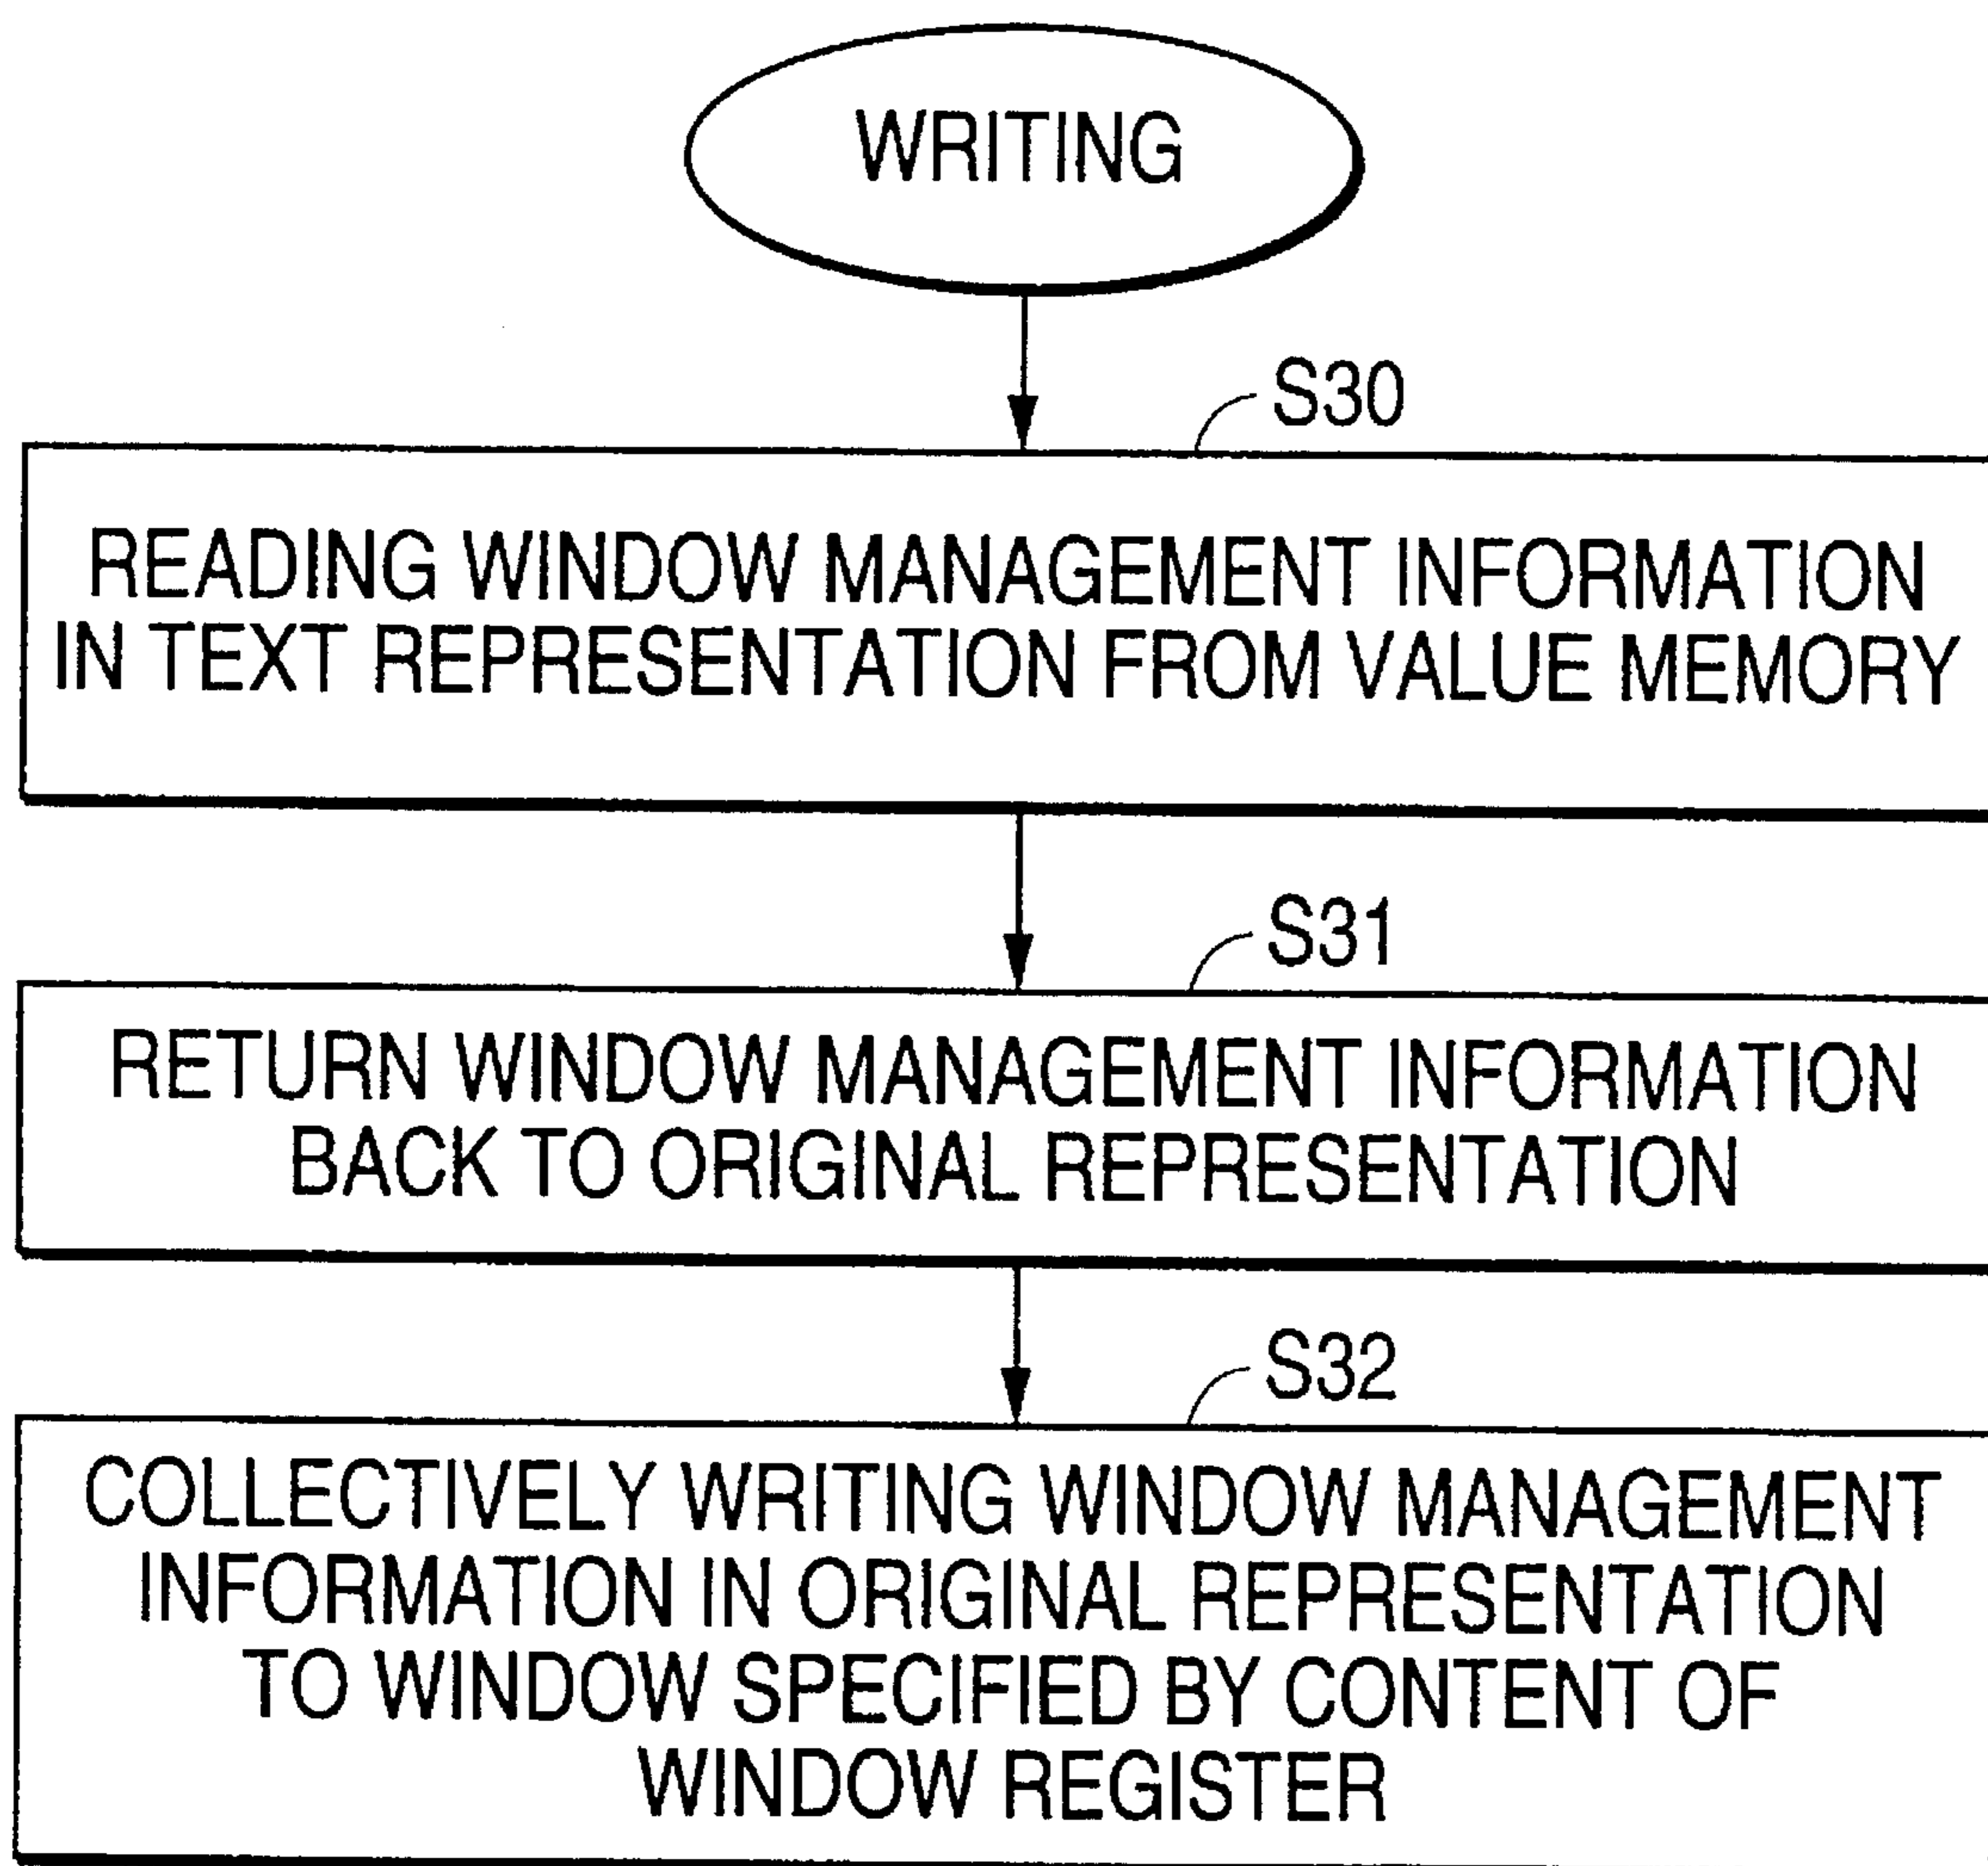 WRITING
S30
READING WINDOW MANAGEMENT INFORMATION
IN TEXT REPRESENTATION FROM VALUE MEMORY
S31
RETURN WINDOW MANAGEMENT INFORMATION
BACK TO ORIGINAL REPRESENTATION
S32
COLLECTIVELY WRITING WINDOW MANAGEMENT
INFORMATION IN ORIGINAL REPRESENTATION
TO WINDOW SPECIFIED BY CONTENT OF
WINDOW REGISTER